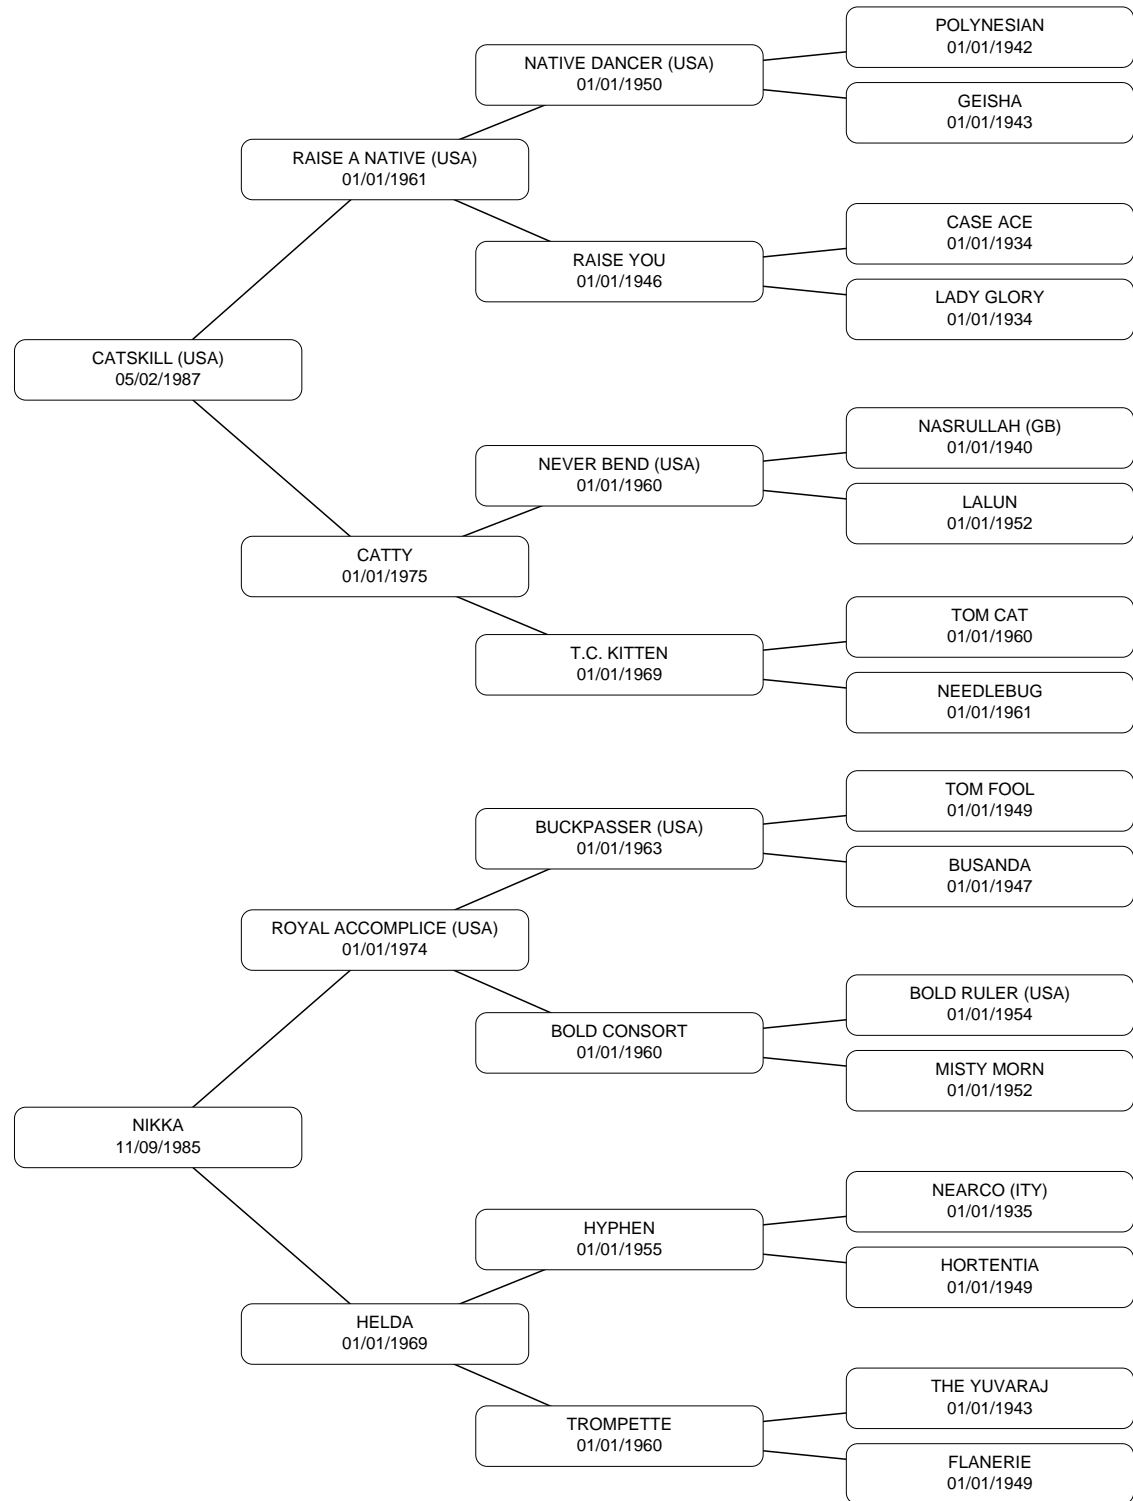 POLYNESIAN
01/01/1942
NATIVE DANCER (USA)
01/01/1950
GEISHA
01/01/1943
RAISE A NATIVE (USA)
01/01/1961
CASE ACE
01/01/1934
RAISE YOU
01/01/1946
LADY GLORY
01/01/1934
CATSKILL (USA)
05/02/1987
NASRULLAH (GB)
01/01/1940
NEVER BEND (USA)
01/01/1960
LALUN
01/01/1952
CATTY
01/01/1975
TOM CAT
01/01/1960
T.C. KITTEN
01/01/1969
NEEDLEBUG
01/01/1961
TOM FOOL
01/01/1949
BUCKPASSER (USA)
01/01/1963
BUSANDA
01/01/1947
ROYAL ACCOMPLICE (USA)
01/01/1974
BOLD RULER (USA)
01/01/1954
BOLD CONSORT
01/01/1960
MISTY MORN
01/01/1952
NIKKA
11/09/1985
NEARCO (ITY)
01/01/1935
HYPHEN
01/01/1955
HORTENTIA
01/01/1949
HELDA
01/01/1969
THE YUVARAJ
01/01/1943
TROMPETTE
01/01/1960
FLANERIE
01/01/1949